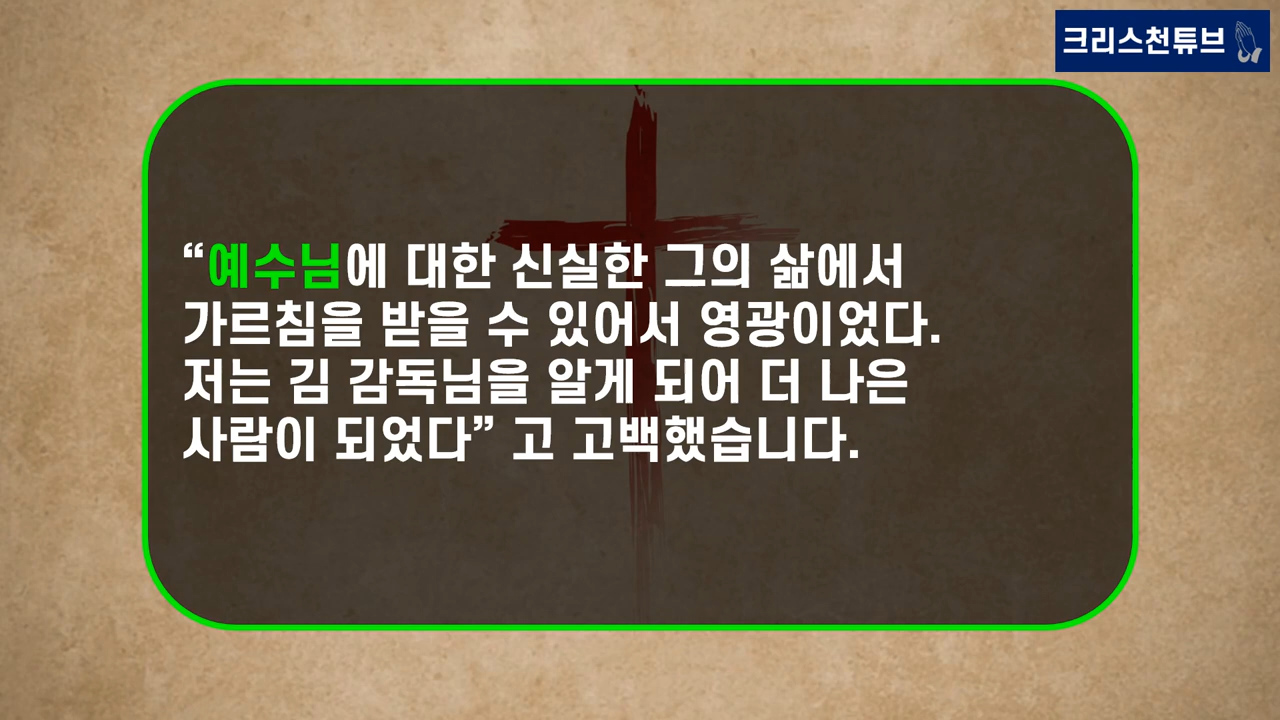 크리스천튜브
“예수님에 대한 신실한 그의 삶에서
가르침을 받을 수 있어서 영광이었다.
저는 김 감독님을 알게 되어 더 나은
사람이 되었다” 고 고백했습니다.